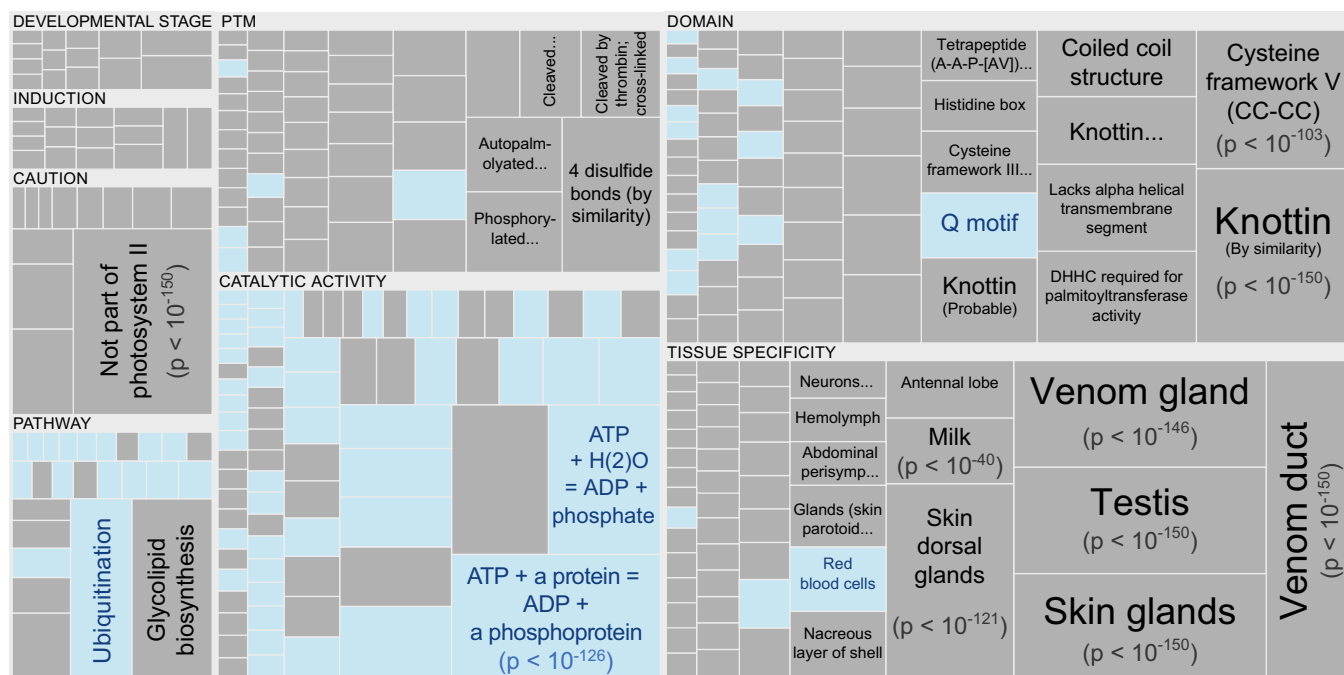 DEVELOPMENTAL STAGE
INDUCTION
CAUTION
Not part of
photosystem II
(p < 10-150)
PATHWAY
Ubiquitination
Glycolipid
biosynthesis
PTM
Cleaved...
Cleaved by
thrombin;
cross-linked
Autopalm-
olyated...
Phosphory-
lated...
4 disulfide
bonds (by
similarity)
CATALYTIC ACTIVITY
ATP
+ H(2)O
= ADP +
phosphate
ATP + a protein =
ADP +
a phosphoprotein
(p < 10-126)
DOMAIN
Tetrapeptide
(A-A-P-[AV])...
Histidine box
Cysteine
framework III...
Q motif
Knottin
(Probable)
Coiled coil
structure
Knottin...
Lacks alpha helical
transmembrane
segment
DHHC required for
palmitoyltransferase
activity
Cysteine
framework V
(CC-CC)
(p < 10-103)
Knottin
(By similarity)
(p < 10-150)
TISSUE SPECIFICITY
Neurons...
Hemolymph
Abdominal
perisymp...
Glands (skin
parotoid...
Red
blood cells
Nacreous
layer of shell
Antennal lobe
Milk
(p < 10-40)
Skin
dorsal
glands
(p < 10-121)
Venom gland
(p < 10-146)
Testis
(p < 10-150)
Skin glands
(p < 10-150)
Venom duct
(p < 10-150)